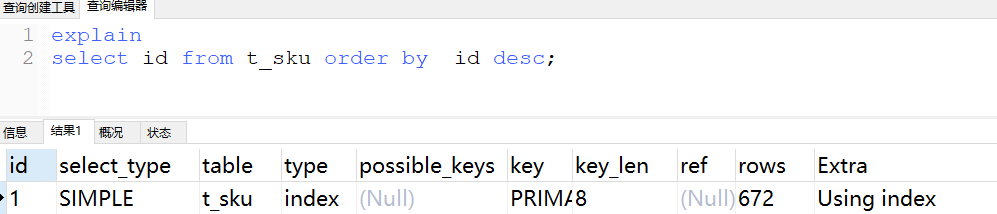 查询创建工具 查询编辑器
1 explain
2 select id from t_sku order by  id desc;
信息 结果1 概况 状态
id select_type table type possible_keys key key_len ref rows Extra
1 SIMPLE t_sku index (Null) PRIMA 8 (Null) 672 Using index